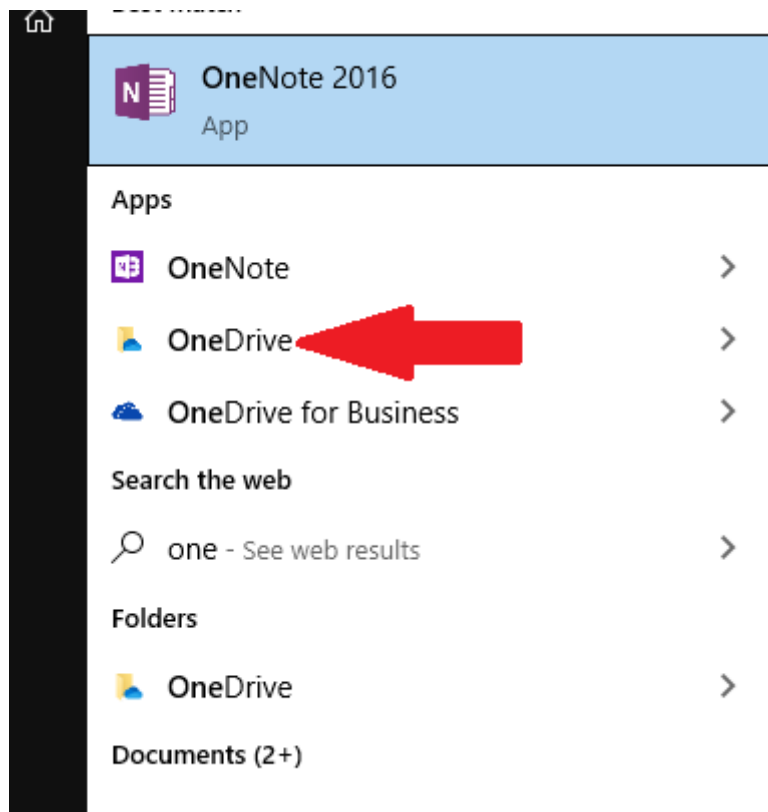 OneNote 2016
App
Apps
OneNote
OneDrive
OneDrive for Business
Search the web
one - See web results
Folders
OneDrive
Documents (2+)